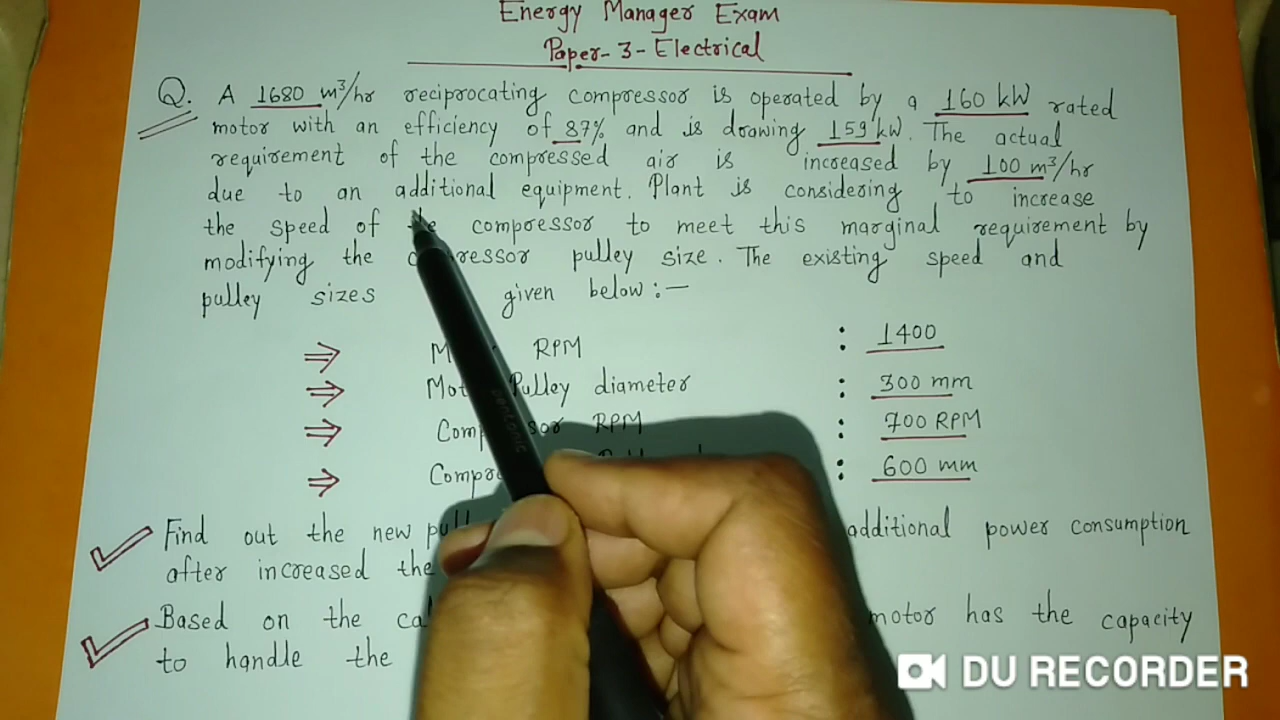 Energy Manager Exam
Paper-3-Electrical
Q. A 1680 m³/hr reciprocating compressor is operated by a 160 kW rated
motor with an efficiency of 87% and is drawing 159 kW. The actual
requirement of the compressed air is increased by 100 m³/hr
due to an additional equipment. Plant is considering to increase
the speed of the compressor to meet this marginal requirement by
modifying the pulley size. The existing speed and
pulley sizes given below :—
⇒ RPM : 1400
⇒ Pulley diameter : 300 mm
⇒ RPM : 700 RPM
⇒ : 600 mm
✓ Find out the new additional power consumption
after increased the
✓ Based on the motor has the capacity
to handle the
DU RECORDER